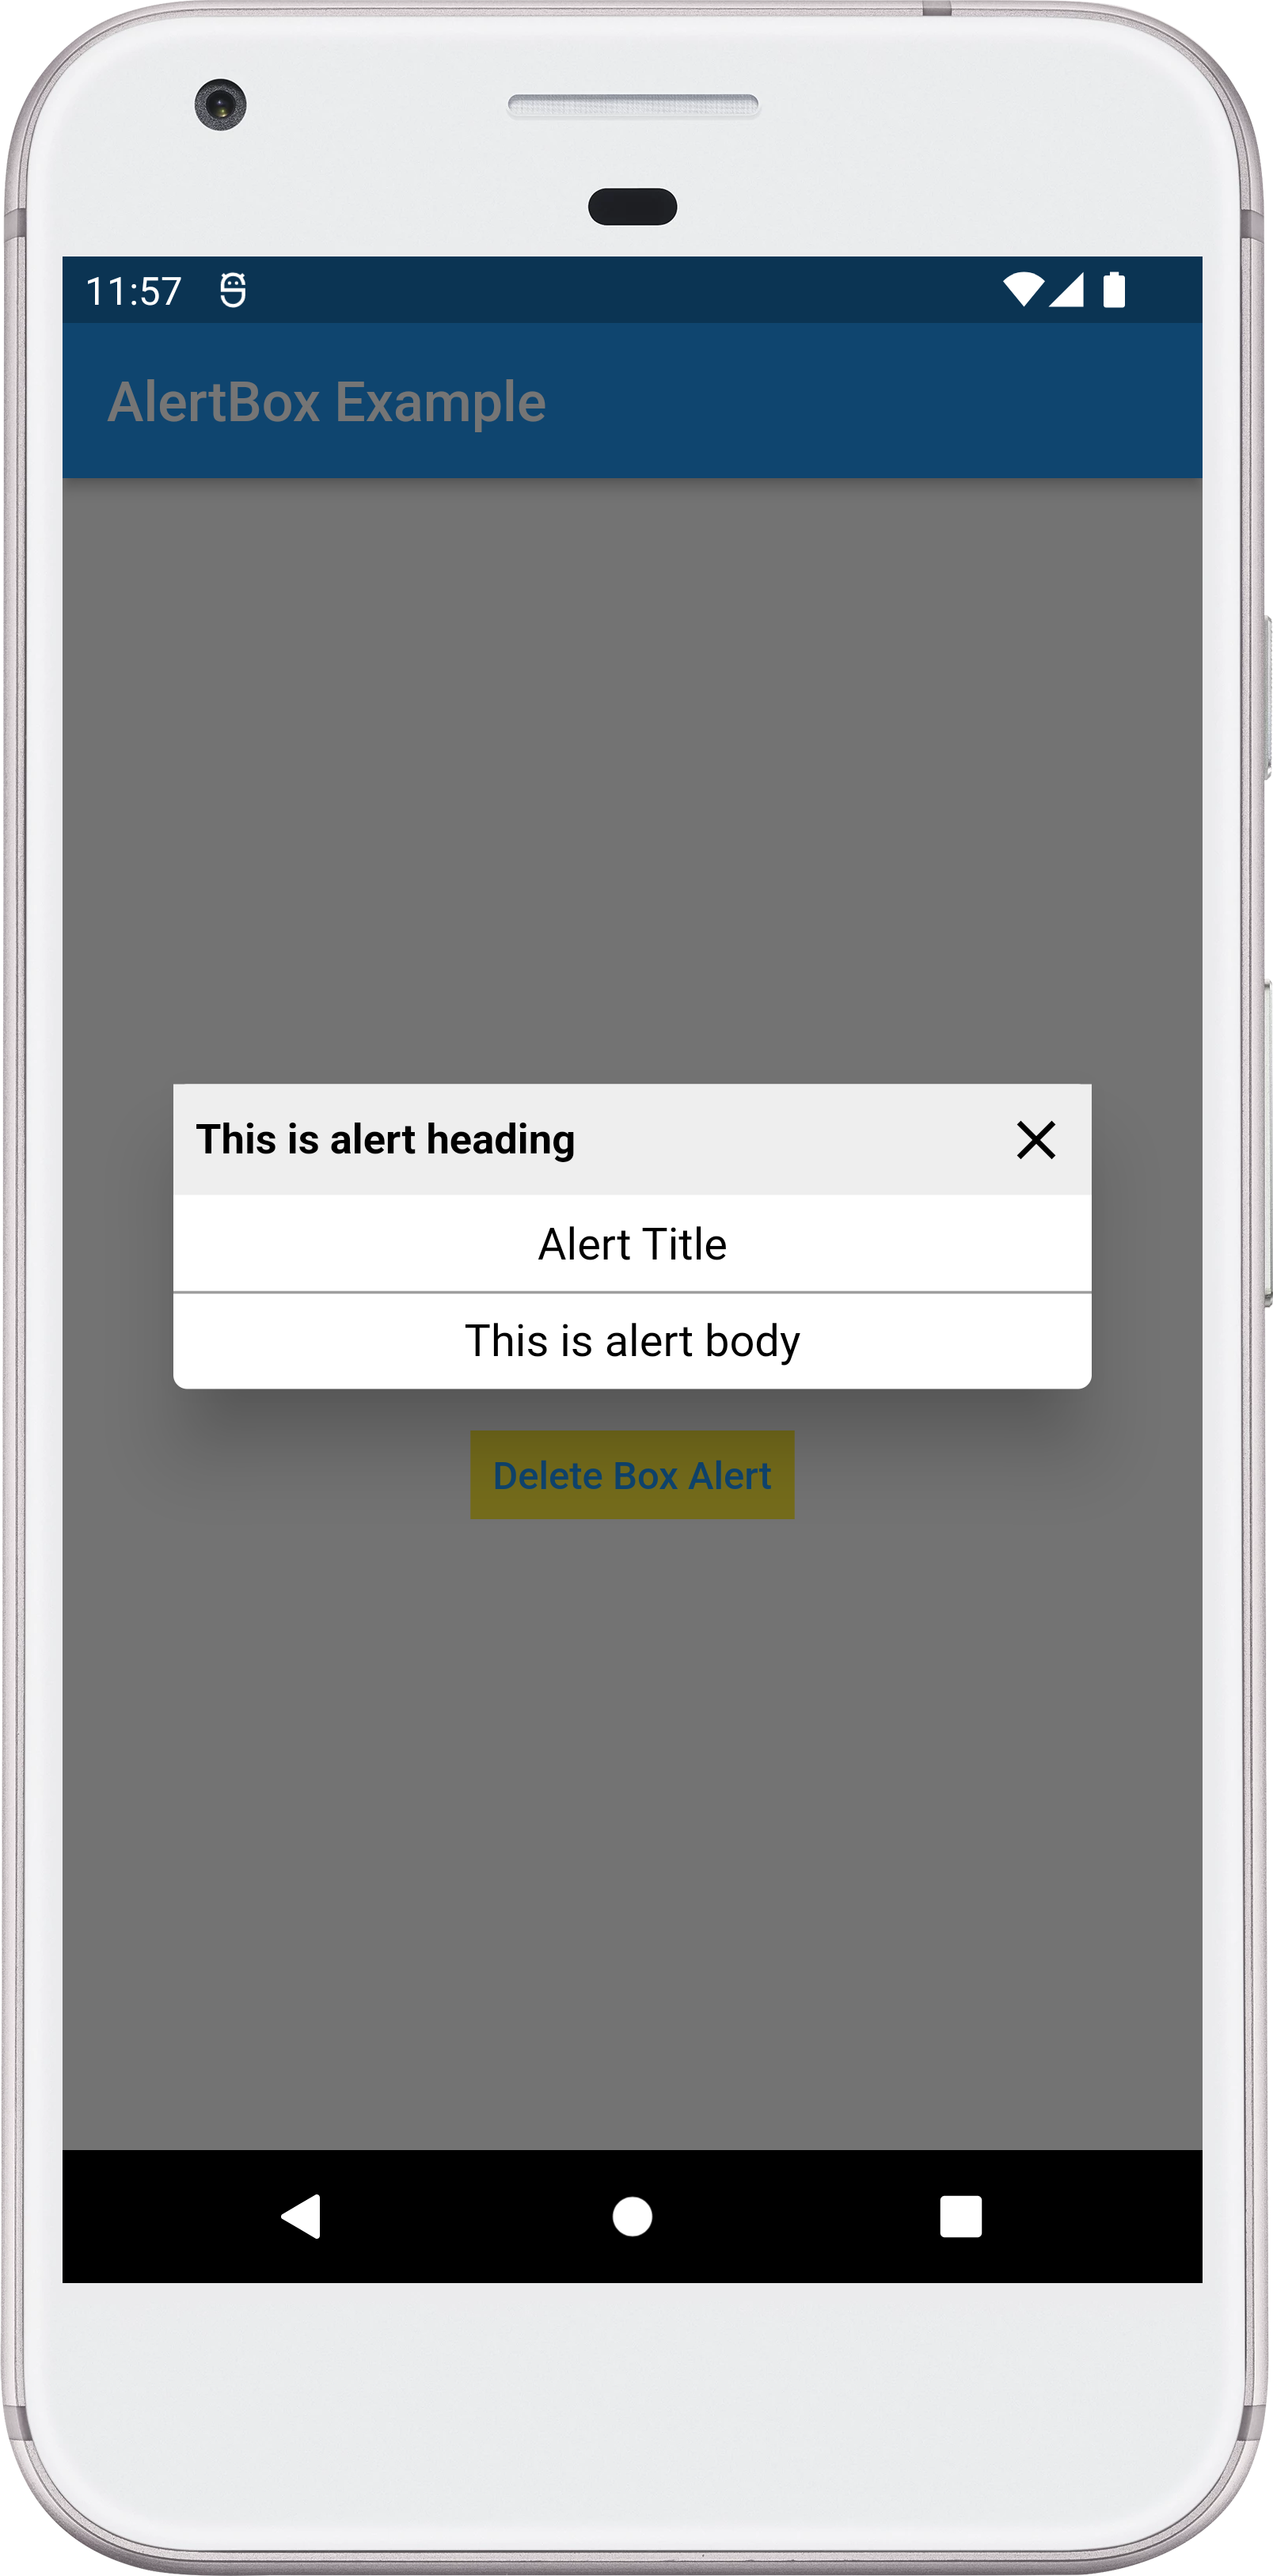 11:57
AlertBox Example
This is alert heading
Alert Title
This is alert body
Delete Box Alert